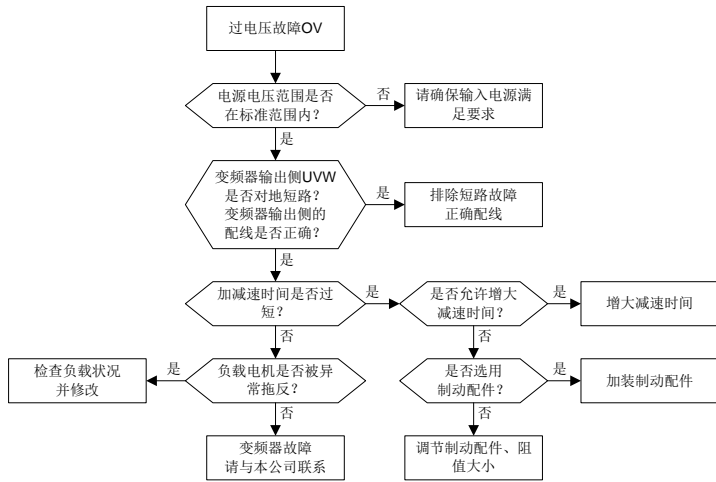 过电压故障OV
电源电压范围是否
在标准范围内？
否
请确保输入电源满
足要求
是
变频器输出侧UVW
是否对地短路？
变频器输出侧的
配线是否正确？
是
排除短路故障
正确配线
是
加减速时间是否过
短？
是
是否允许增大
减速时间？
是
增大减速时间
否
否
检查负载状况
并修改
是
负载电机是否被异
常拖反？
是否选用
制动配件？
是
加装制动配件
否
否
变频器故障
请与本公司联系
调节制动配件、阻
值大小